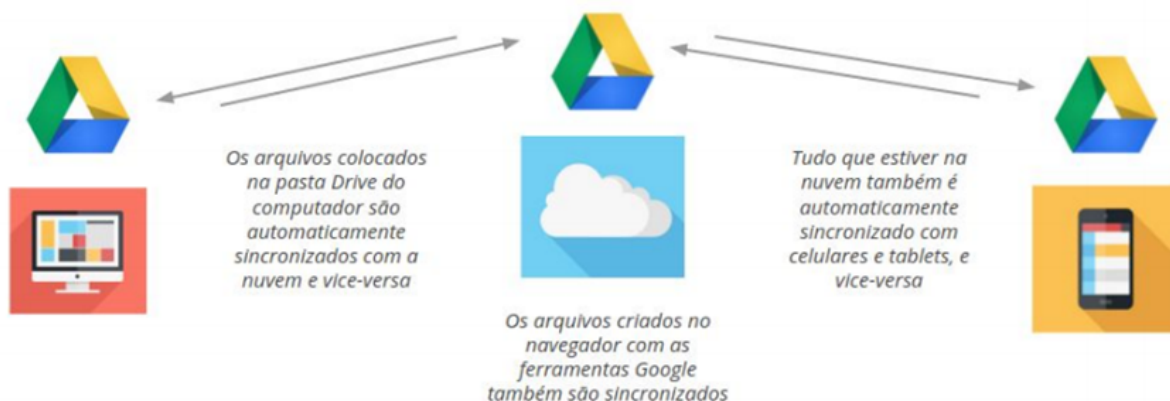 Os arquivos colocados
na pasta Drive do
computador são
automaticamente
sincronizados com a
nuvem e vice-versa
Tudo que estiver na
nuvem também é
automaticamente
sincronizado com
celulares e tablets, e
vice-versa
Os arquivos criados no
navegador com as
ferramentas Google
também são sincronizados